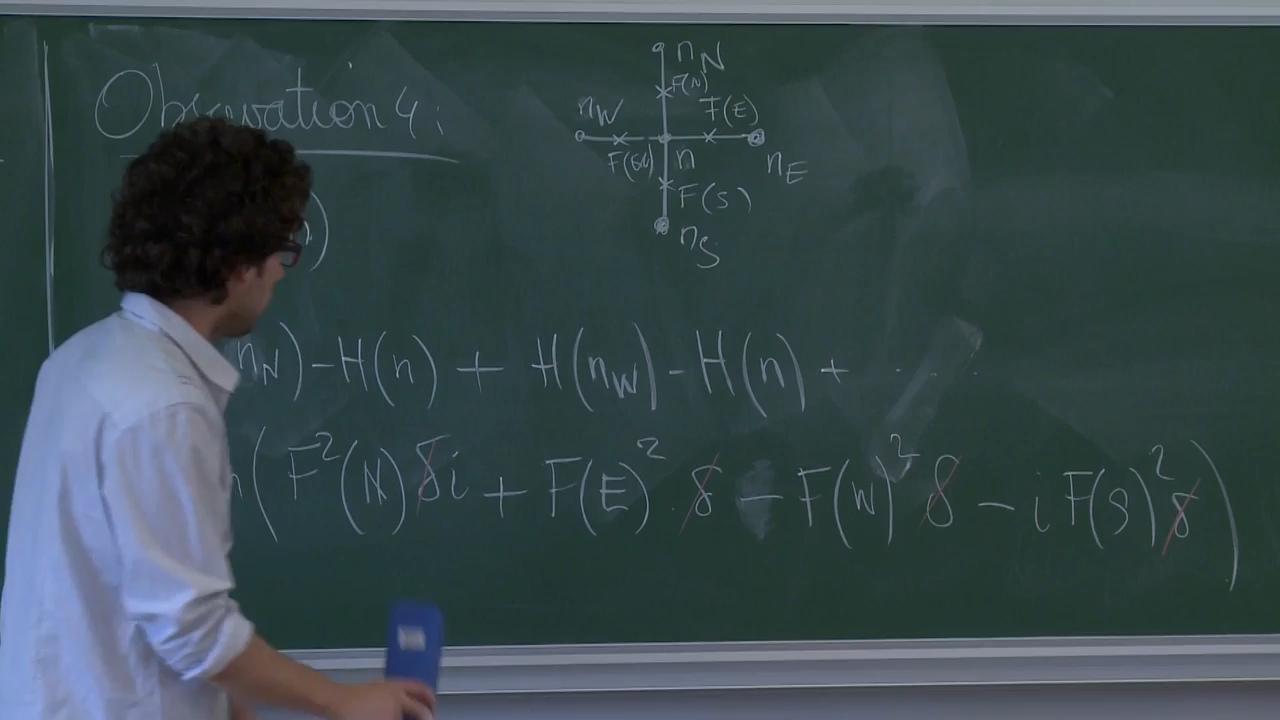 Observation 4:
n_N
F(N)
n_W F(E)
n
n_E
F(S)
n_S
)
n_N) - H(n) + H(n_W) - H(n) + ...
(F²(N) δi + F(E)² δ - F(W)² δ - i F(S)² δ)